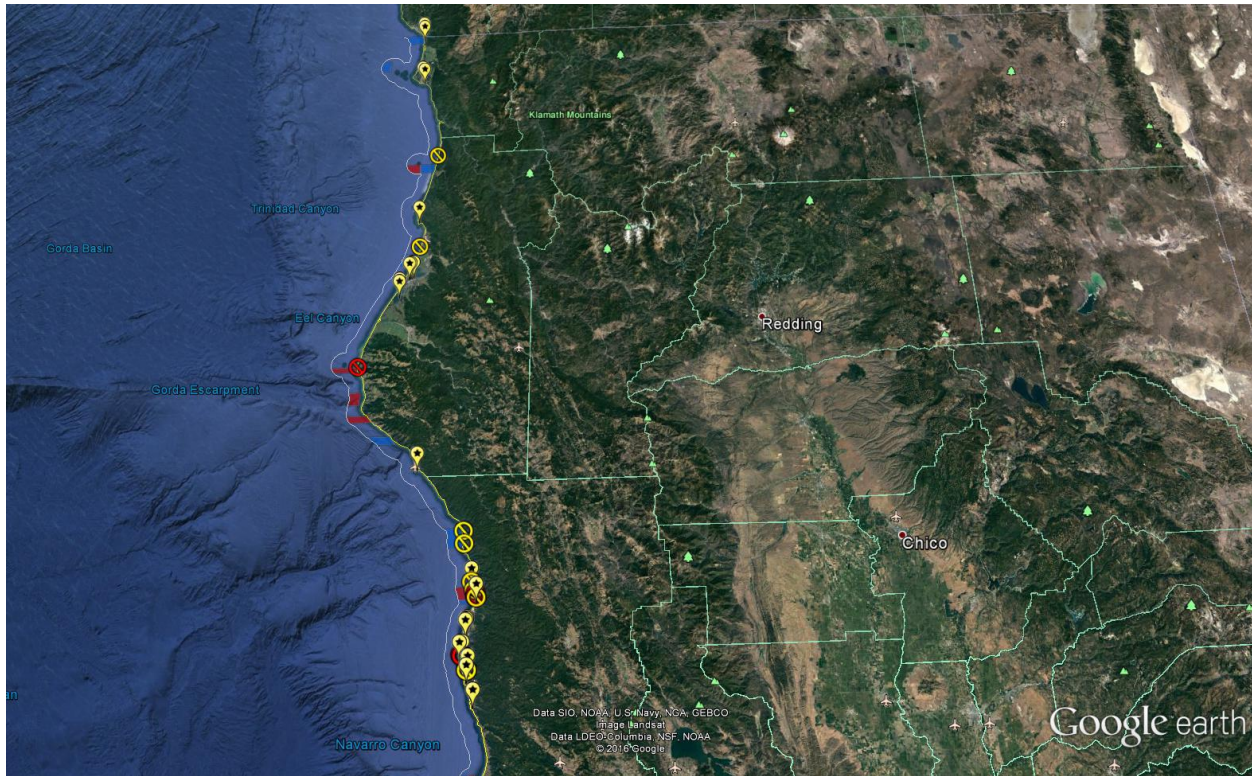 Klamath Mountains
Trinidad Canyon
Gorda Basin
Eel Canyon
Redding
Gorda Escarpment
Chico
an
Data SIO, NOAA, U.S. Navy, NGA, GEBCO
Image Landsat
Data LDEO-Columbia, NSF, NOAA
© 2016 Google
Google earth
Navarro Canyon